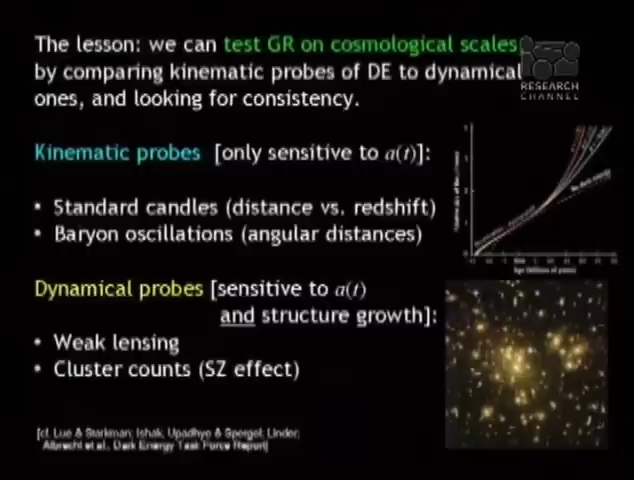 The lesson: we can test GR on cosmological scales
by comparing kinematic probes of DE to dynamical
ones, and looking for consistency.
RESEARCH
CHANNEL
Kinematic probes [only sensitive to a(t)]:
• Standard candles (distance vs. redshift)
• Baryon oscillations (angular distances)
Dynamical probes [sensitive to a(t)
and structure growth]:
• Weak lensing
• Cluster counts (SZ effect)
[cf. Lue & Starkman; Ishak, Upadhye & Spergel; Linder;
Albrecht et al., Dark Energy Task Force Report]